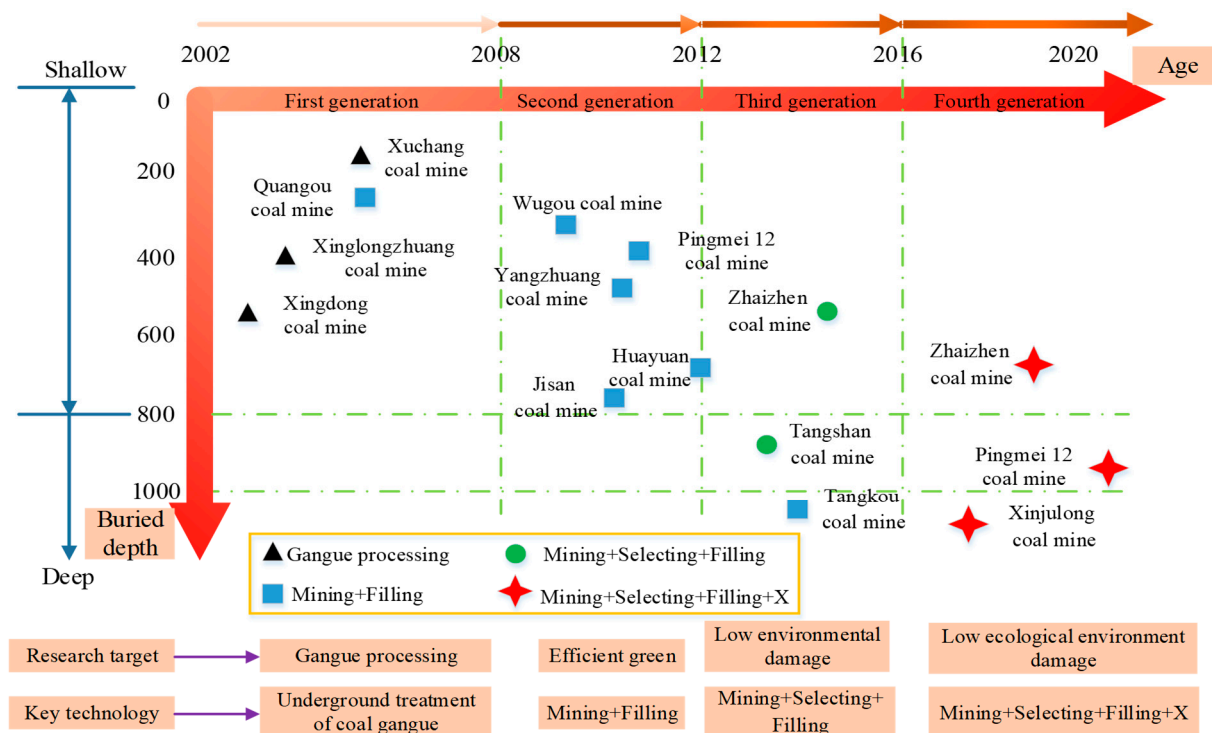 2002
2008
2012
2016
2020
Age
Shallow
0
First generation
Second generation
Third generation
Fourth generation
Xuchang
coal mine
200
Quangou
coal mine
Wugou coal mine
Xinglongzhuang
coal mine
400
Pingmei 12
coal mine
Yangzhuang
coal mine
Xingdong
coal mine
Zhaizhen
coal mine
600
Huayuan
coal mine
Zhaizhen
coal mine
Jisan
coal mine
800
Tangshan
coal mine
Pingmei 12
coal mine
1000
Tangkou
coal mine
Xinjulong
coal mine
Buried
depth
Deep
Gangue processing
Mining+Selecting+Filling
Mining+Filling
Mining+Selecting+Filling+X
Research target
Gangue processing
Efficient green
Low environmental
damage
Low ecological environment
damage
Key technology
Underground treatment
of coal gangue
Mining+Filling
Mining+Selecting+
Filling
Mining+Selecting+Filling+X